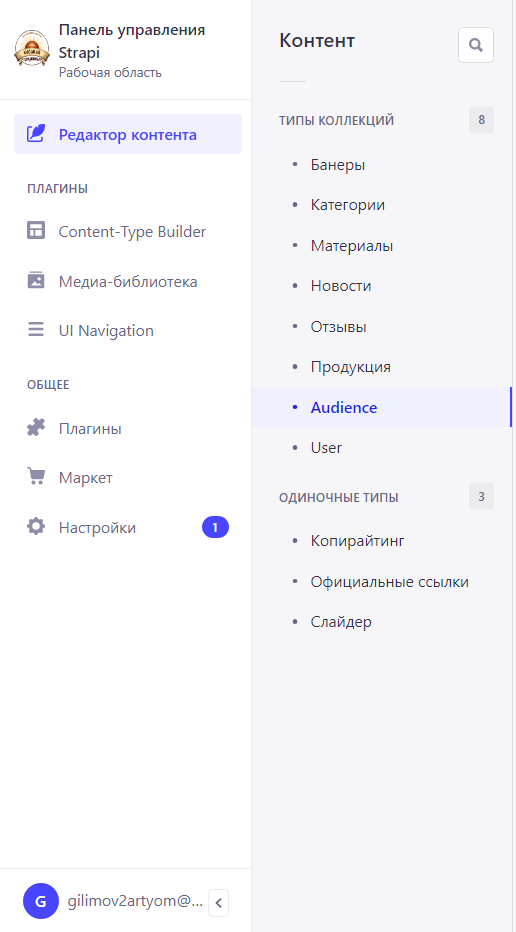 Панель управления
Strapi
Рабочая область
Редактор контента
ПЛАГИНЫ
Content-Type Builder
Медиа-библиотека
UI Navigation
ОБЩЕЕ
Плагины
Маркет
Настройки 1
G gilimov2artyom@...
Контент
ТИПЫ КОЛЛЕКЦИЙ 8
Банеры
Категории
Материалы
Новости
Отзывы
Продукция
Audience
User
ОДИНОЧНЫЕ ТИПЫ 3
Копирайтинг
Официальные ссылки
Слайдер